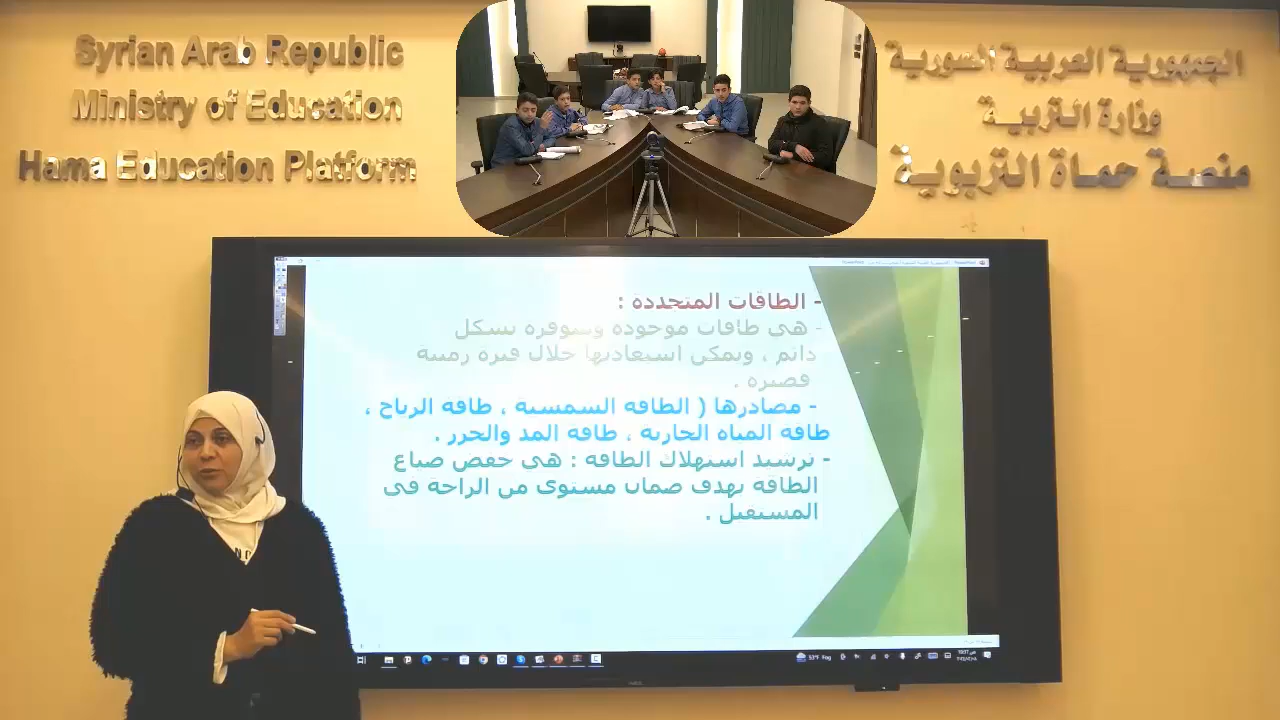 Syrian Arab Republic
Ministry of Education
Hama Education Platform
الجمهورية العربية السورية
وزارة التربية
منصة حماة التربوية
- الطاقات المتجددة :
- هي طاقات موجودة ومتوفرة بشكل
دائم ، ويمكن استعادتها خلال فترة زمنية
قصيرة .
- مصادرها ( الطاقة الشمسية ، طاقة الرياح ،
طاقة المياه الجارية ، طاقة المد والجزر .
- ترشيد استهلاك الطاقة : هي خفض ضياع
الطاقة بهدف ضمان مستوى من الراحة في
المستقبل .
53°F Fog